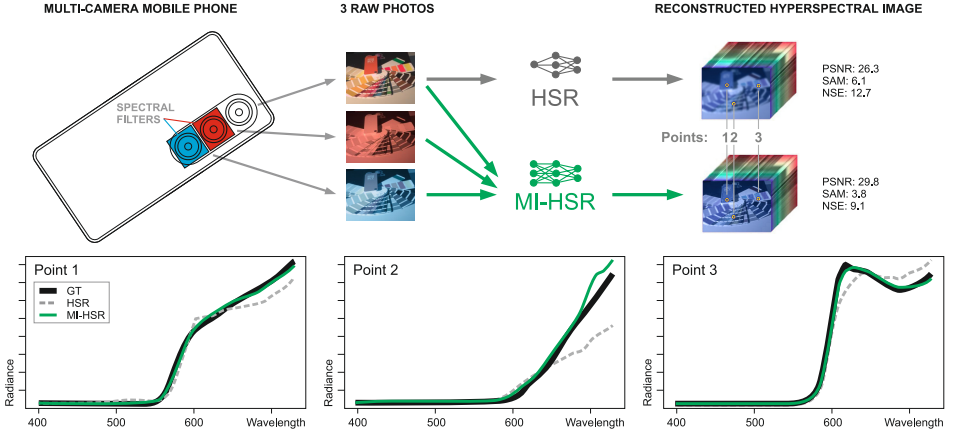 MULTI-CAMERA MOBILE PHONE
3 RAW PHOTOS
RECONSTRUCTED HYPERSPECTRAL IMAGE
SPECTRAL
FILTERS
HSR
PSNR: 26.3
SAM: 6.1
NSE: 12.7
Points: 12 3
MI-HSR
PSNR: 29.8
SAM: 3.8
NSE: 9.1
Point 1
GT
HSR
MI-HSR
Radiance
400 500 600 Wavelength
Point 2
Radiance
400 500 600 Wavelength
Point 3
Radiance
400 500 600 Wavelength